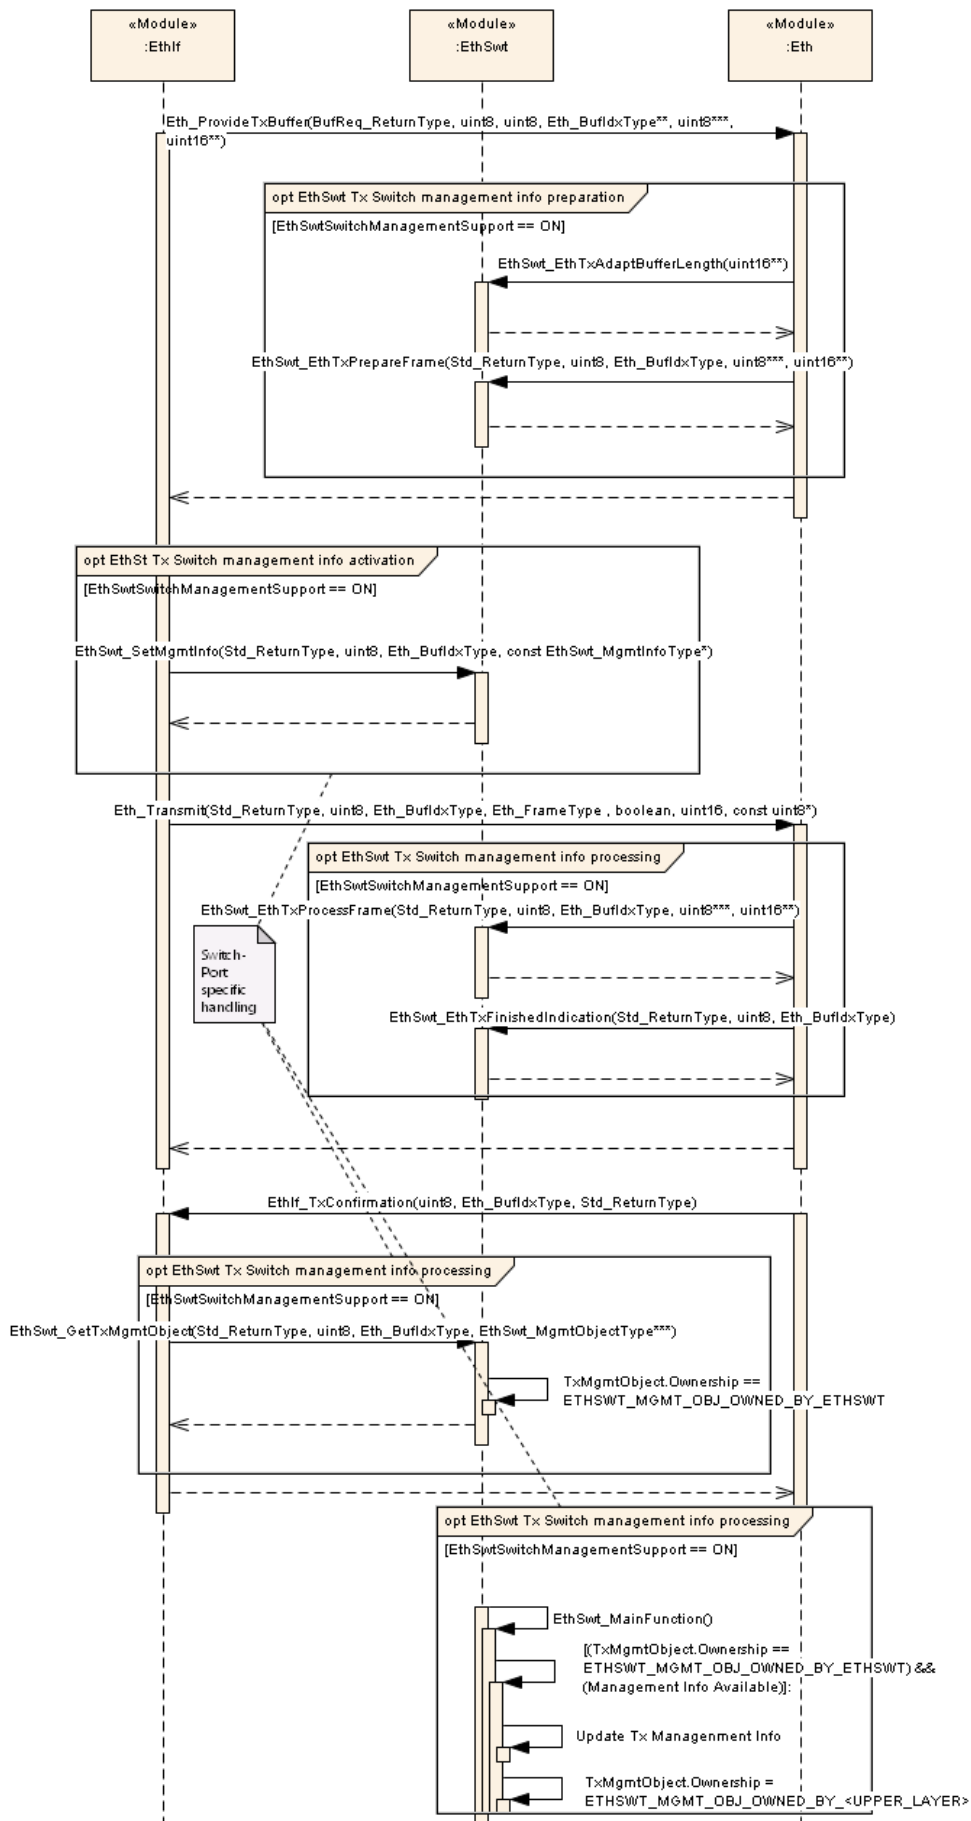 «Module»
:EthIf
«Module»
:EthSwt
«Module»
:Eth
Eth_ProvideTxBuffer(BufReq_ReturnType, uint8, uint8, Eth_BufIdxType**, uint8***,
uint16**)
opt EthSwt Tx Switch management info preparation
[EthSwtSwitchManagementSupport == ON]
EthSwt_EthTxAdaptBufferLength(uint16**)
EthSwt_EthTxPrepareFrame(Std_ReturnType, uint8, Eth_BufIdxType, uint8***, uint16**)
opt EthSt Tx Switch management info activation
[EthSwtSwitchManagementSupport == ON]
EthSwt_SetMgmtInfo(Std_ReturnType, uint8, Eth_BufIdxType, const EthSwt_MgmtInfoType*)
Eth_Transmit(Std_ReturnType, uint8, Eth_BufIdxType, Eth_FrameType , boolean, uint16, const uint8*)
opt EthSwt Tx Switch management info processing
[EthSwtSwitchManagementSupport == ON]
EthSwt_EthTxProcessFrame(Std_ReturnType, uint8, Eth_BufIdxType, uint8***, uint16**)
Switch-
Port
specific
handling
EthSwt_EthTxFinishedIndication(Std_ReturnType, uint8, Eth_BufIdxType)
EthIf_TxConfirmation(uint8, Eth_BufIdxType, Std_ReturnType)
opt EthSwt Tx Switch management info processing
[EthSwtSwitchManagementSupport == ON]
EthSwt_GetTxMgmtObject(Std_ReturnType, uint8, Eth_BufIdxType, EthSwt_MgmtObjectType***)
TxMgmtObject.Ownership ==
ETHSWT_MGMT_OBJ_OWNED_BY_ETHSWT
opt EthSwt Tx Switch management info processing
[EthSwtSwitchManagementSupport == ON]
EthSwt_MainFunction()
[(TxMgmtObject.Ownership ==
ETHSWT_MGMT_OBJ_OWNED_BY_ETHSWT) &&
(Management Info Available)]:
Update Tx Managenment Info
TxMgmtObject.Ownership =
ETHSWT_MGMT_OBJ_OWNED_BY_<UPPER_LAYER>